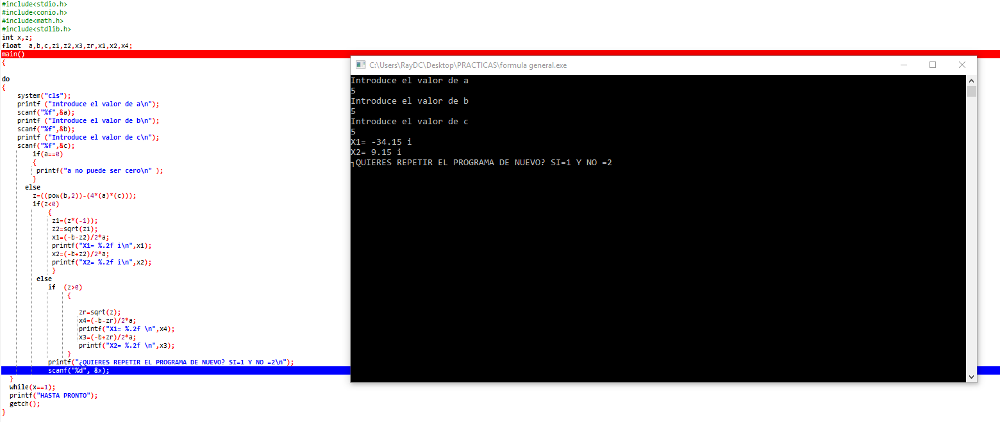 #include<stdio.h>
#include<conio.h>
#include<math.h>
#include<stdlib.h>
int x,z;
float  a,b,c,z1,z2,x3,zr,x1,x2,x4;
main()
{
do
{
system("cls");
printf ("Introduce el valor de a\n");
scanf("%f",&a);
printf ("Introduce el valor de b\n");
scanf("%f",&b);
printf ("Introduce el valor de c\n");
scanf("%f",&c);
if(a==0)
{
printf("a no puede ser cero\n" );
}
else
z=((pow(b,2))-(4*(a)*(c)));
if(z<0)
{
z1=(z*(-1));
z2=sqrt(z1);
x1=(-b-z2)/2*a;
printf("X1= %.2f i\n",x1);
x2=(-b+z2)/2*a;
printf("X2= %.2f i\n",x2);
}
else
if  (z>0)
{
zr=sqrt(z);
x4=(-b-zr)/2*a;
printf("X1= %.2f \n",x4);
x3=(-b+zr)/2*a;
printf("X2= %.2f \n",x3);
}
printf("¿QUIERES REPETIR EL PROGRAMA DE NUEVO? SI=1 Y NO =2\n");
scanf("%d", &x);
}
while(x==1);
printf("HASTA PRONTO");
getch();
}
C:\Users\RayDC\Desktop\PRACTICAS\formula general.exe
Introduce el valor de a
5
Introduce el valor de b
5
Introduce el valor de c
5
X1= -34.15 i
X2= 9.15 i
┐QUIERES REPETIR EL PROGRAMA DE NUEVO? SI=1 Y NO =2